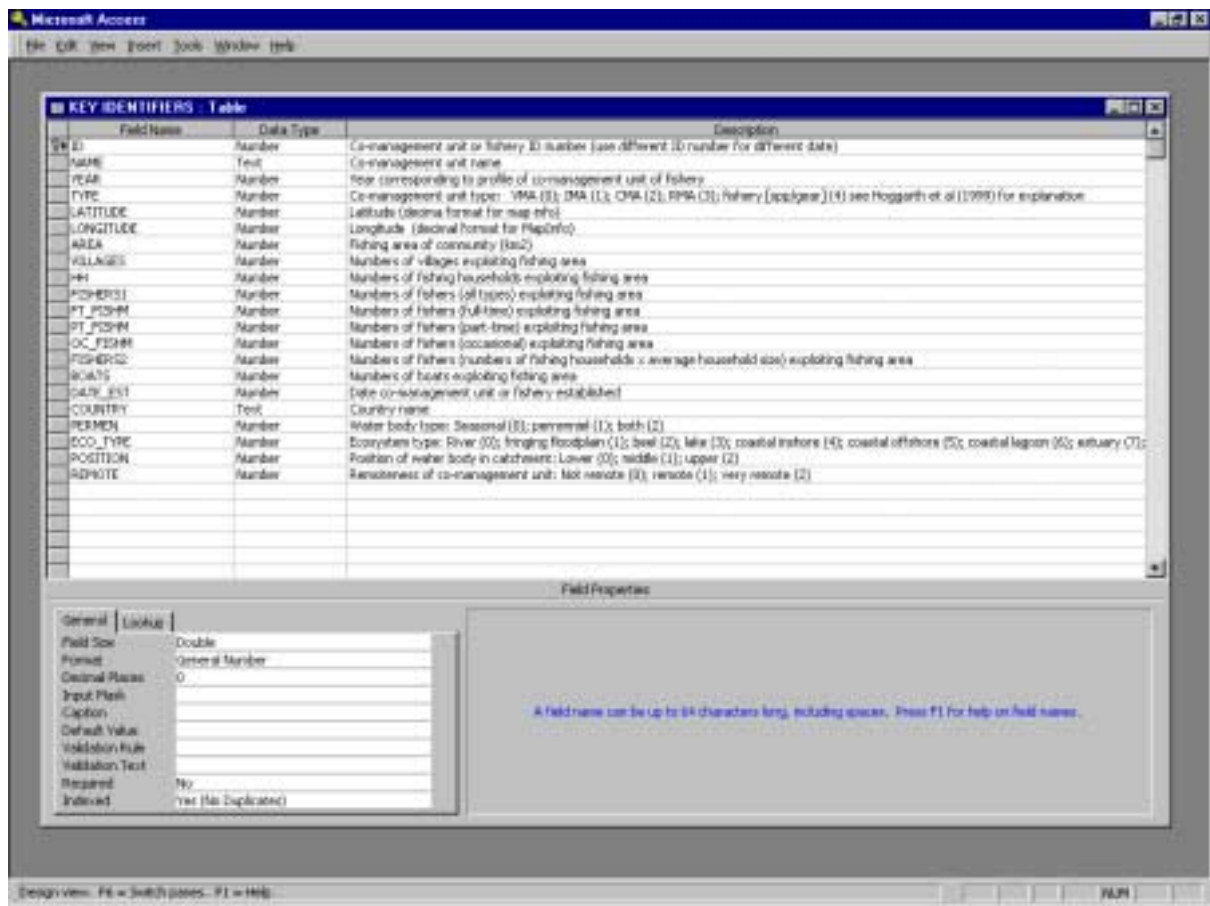 Microsoft Access
File Edit View Insert Tools Window Help
KEY IDENTIFIERS : Table
Field Name Data Type Description
ID Number Co-management unit or fishery ID number (use different ID number for different date)
NAME Text Co-management unit name
YEAR Number Year corresponding to profile of co-management unit of fishery
TYPE Number Co-management unit type: VMA (0); IMA (1); CMA (2); RMA (3); fishery [spp/gear] (4) see Hoggarth et al (1999) for explanation
LATITUDE Number Latitude (decima format for map info)
LONGITUDE Number Longitude (decimal format for MapInfo)
AREA Number Fishing area of community (km2)
VILLAGES Number Numbers of villages exploiting fishing area
HH Number Numbers of fishing households exploiting fishing area
FISHERS1 Number Numbers of fishers (all types) exploiting fishing area
FT_FISHM Number Numbers of fishers (full-time) exploiting fishing area
PT_FISHM Number Numbers of fishers (part-time) exploiting fishing area
OC_FISHM Number Numbers of fishers (occasional) exploiting fishing area
FISHERS2 Number Numbers of fishers (numbers of fishing households x average household size) exploiting fishing area
BOATS Number Numbers of boats exploiting fishing area
DATE_EST Number Date co-management unit or fishery established
COUNTRY Text Country name
PERMEN Number Water body type: Seasonal (0); perrennial (1); both (2)
ECO_TYPE Number Ecosystem type: River (0); fringing floodplain (1); beel (2); lake (3); coastal inshore (4); coastal offshore (5); coastal lagoon (6); estuary (7);
POSITION Number Position of water body in catchment: Lower (0); middle (1); upper (2)
REMOTE Number Remoteness of co-management unit: Not remote (0); remote (1); very remote (2)
Field Properties
General Lookup
Field Size Double
Format General Number
Decimal Places 0
Input Mask
Caption
Default Value
Validation Rule
Validation Text
Required No
Indexed Yes (No Duplicates)
A field name can be up to 64 characters long, including spaces. Press F1 for help on field names.
Design view. F6 = Switch panes. F1 = Help. NUM